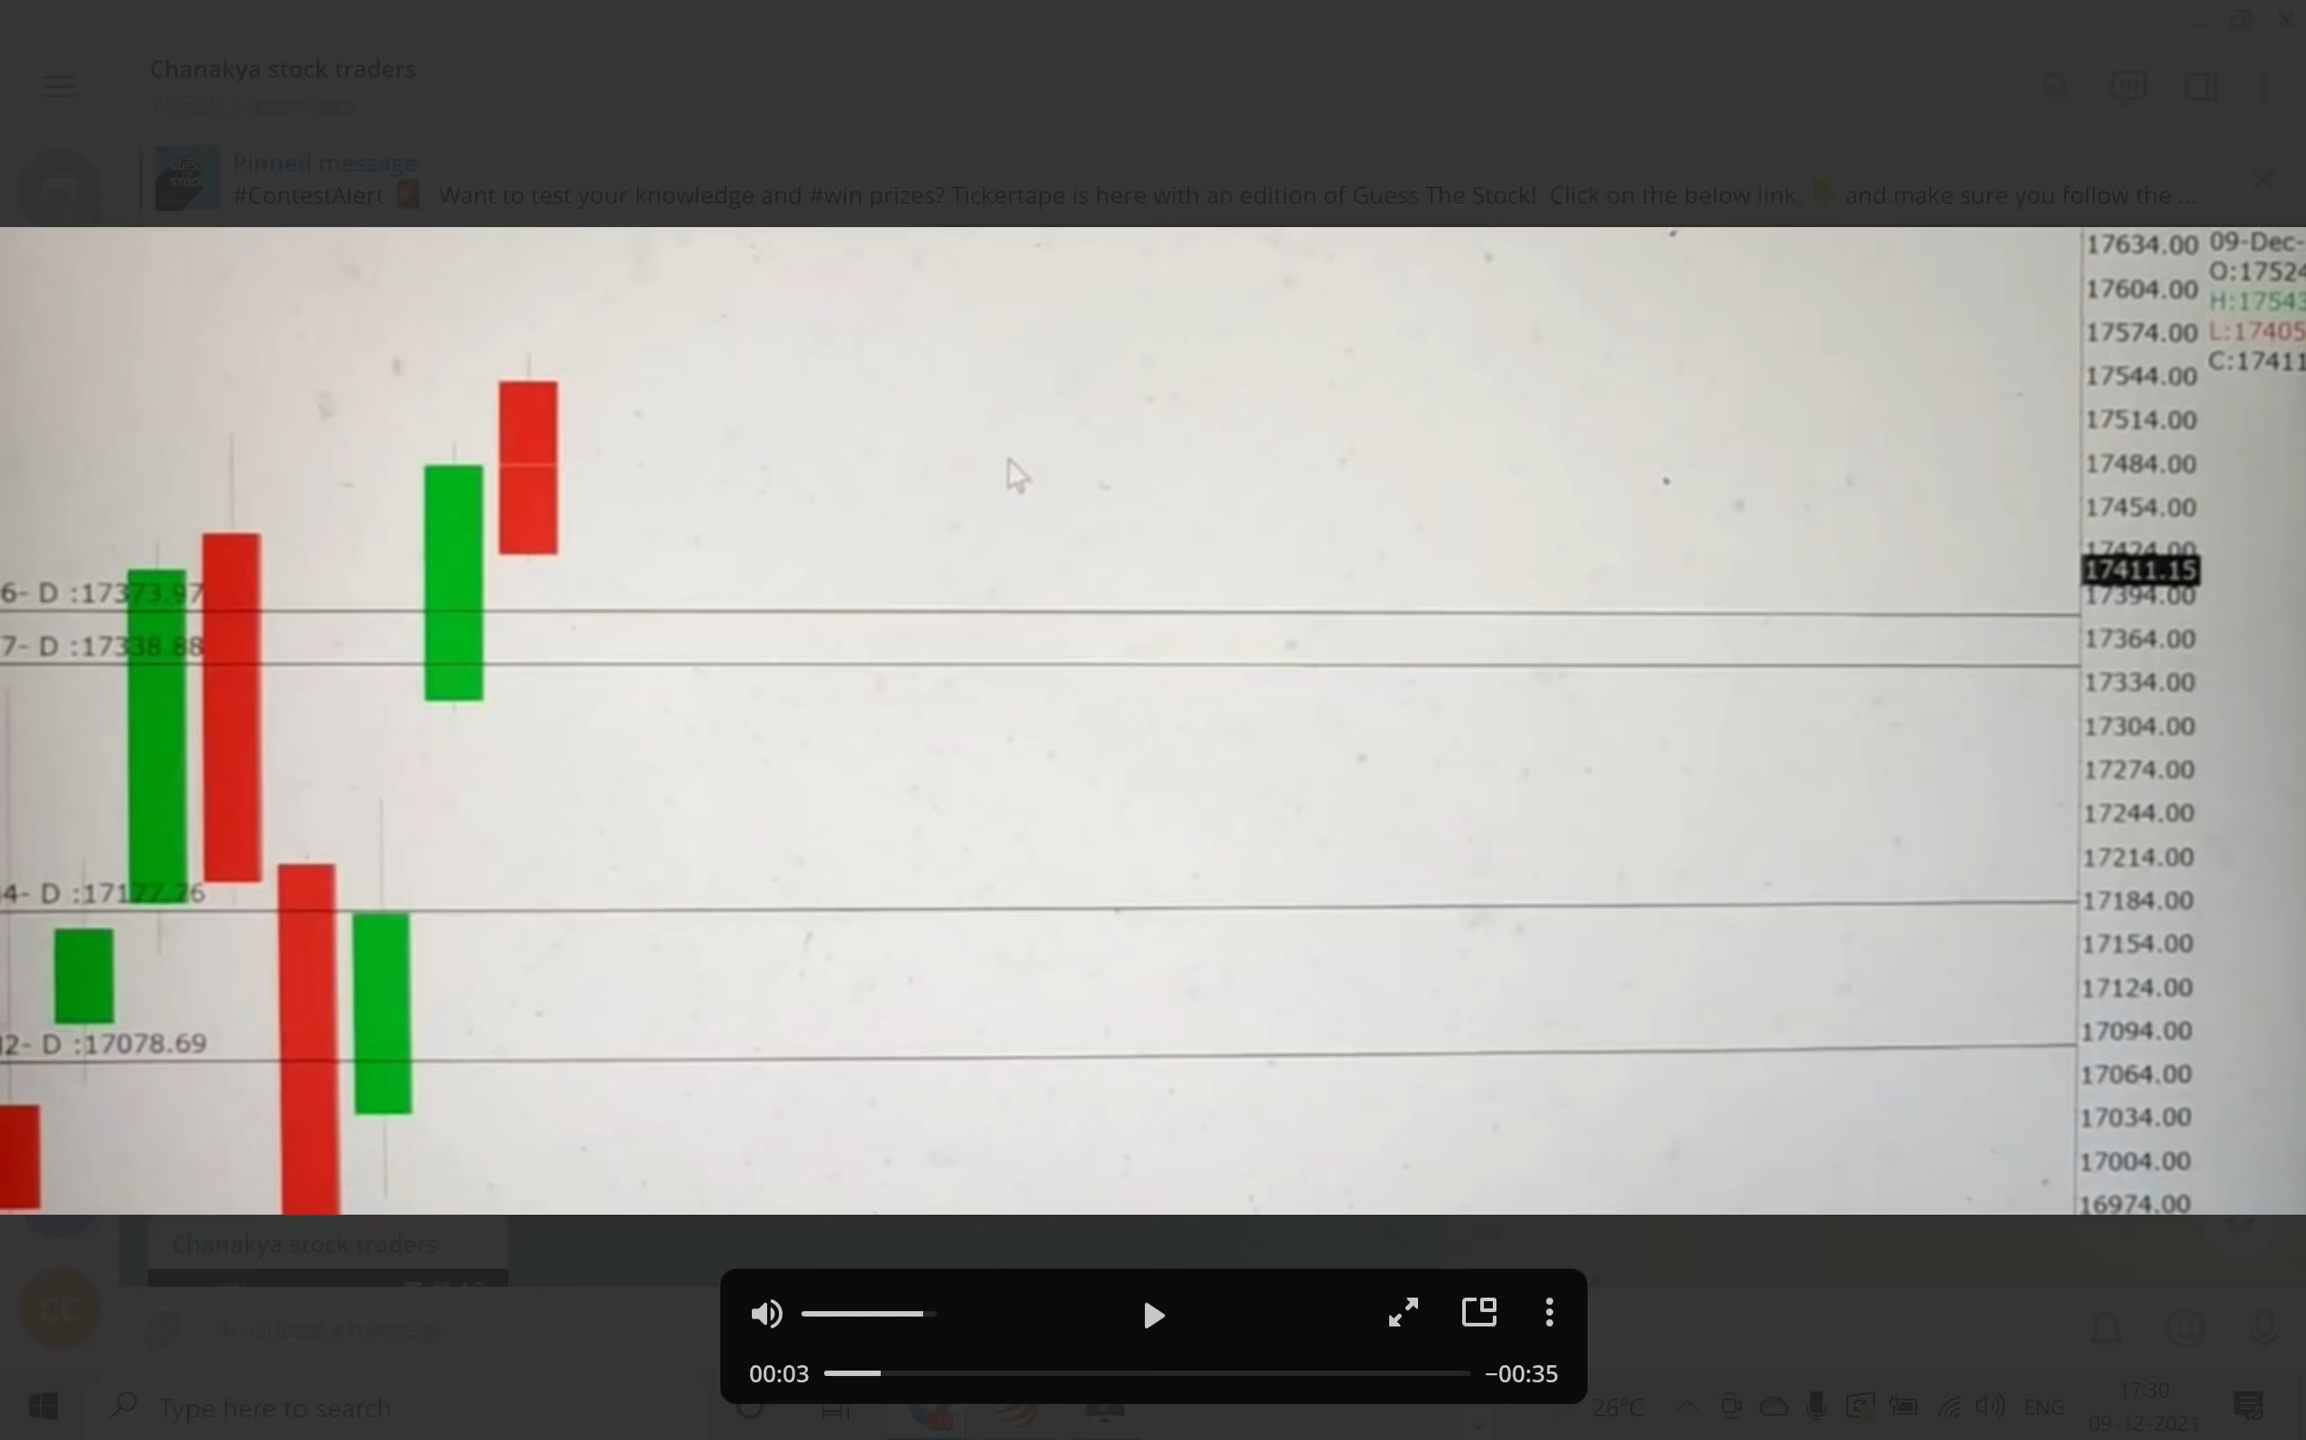 Chanakya stock traders
Pinned message
#ContestAlert 🚨 Want to test your knowledge and #win prizes? Tickertape is here with an edition of Guess The Stock! Click on the below link 👇 and make sure you follow the ...
17634.00
09-Dec-
O:17524
17604.00
H:17543
17574.00
L:17405
C:17411
17544.00
17514.00
17484.00
17454.00
17424.00
17411.15
17394.00
6- D :17373.97
17364.00
7- D :17338.88
17334.00
17304.00
17274.00
17244.00
17214.00
4- D :17177.76
17184.00
17154.00
17124.00
2- D :17078.69
17094.00
17064.00
17034.00
17004.00
16974.00
Chanakya stock traders
CC
Broadcast a message
00:03
−00:35
Type here to search
26°C
ENG
17:30
09-12-2021